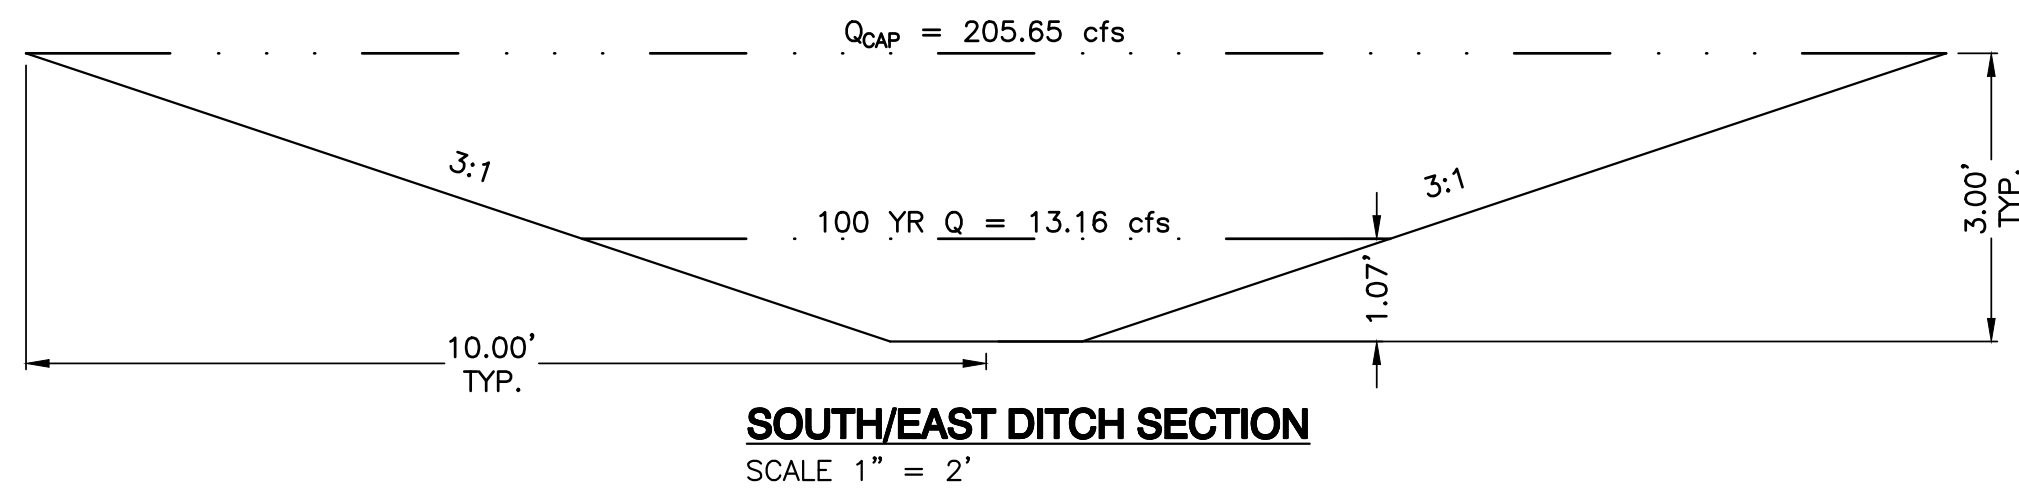 QCAP = 205.65 cfs
3:1
3:1
100 YR Q = 13.16 cfs
3.00'
TYP.
1.07'
10.00'
TYP.
SOUTH/EAST DITCH SECTION
SCALE 1" = 2'